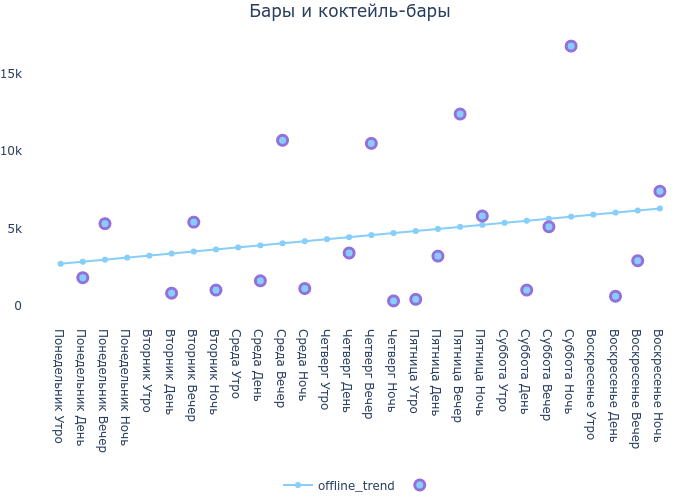 Бары и коктейль-бары
15k
10k
5k
0
Понедельник Утро
Понедельник День
Понедельник Вечер
Понедельник Ночь
Вторник Утро
Вторник День
Вторник Вечер
Вторник Ночь
Среда Утро
Среда День
Среда Вечер
Среда Ночь
Четверг Утро
Четверг День
Четверг Вечер
Четверг Ночь
Пятница Утро
Пятница День
Пятница Вечер
Пятница Ночь
Суббота Утро
Суббота День
Суббота Вечер
Суббота Ночь
Воскресенье Утро
Воскресенье День
Воскресенье Вечер
Воскресенье Ночь
offline_trend